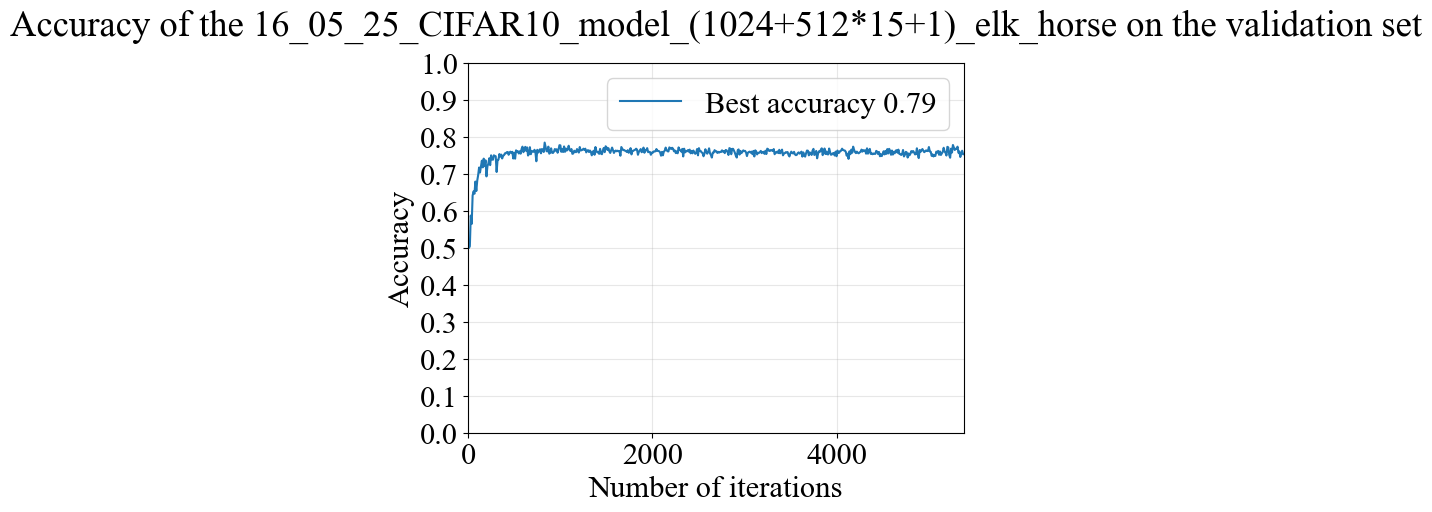 Accuracy of the 16_05_25_CIFAR10_model_(1024+512*15+1)_elk_horse on the validation set
1.0
0.9
0.8
0.7
0.6
0.5
0.4
0.3
0.2
0.1
0.0
Accuracy
Best accuracy 0.79
0 2000 4000
Number of iterations